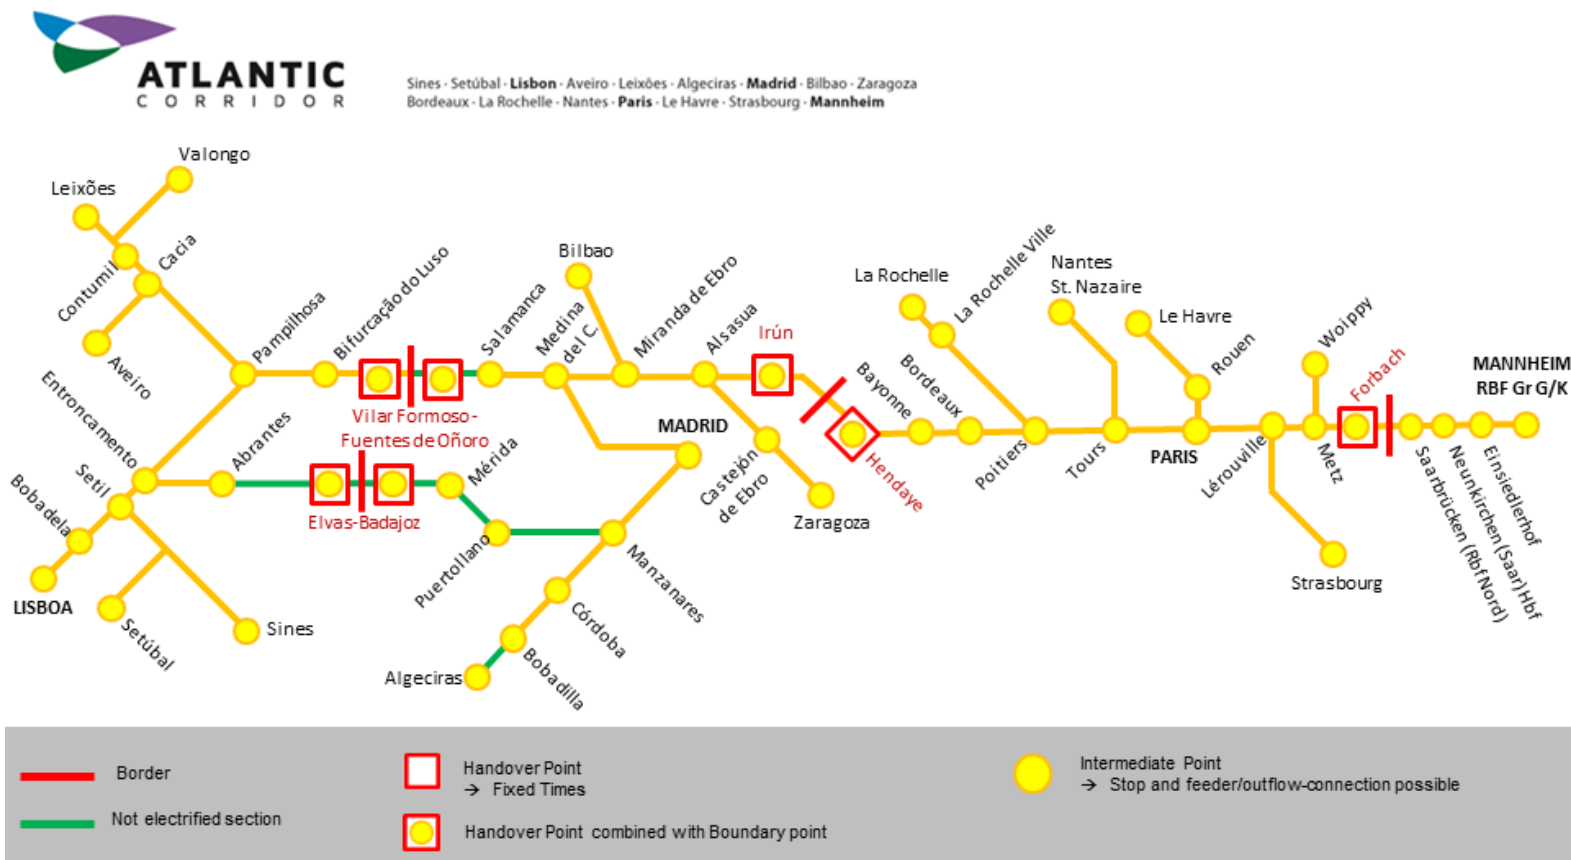 ATLANTIC
CORRIDOR
Sines · Setúbal · Lisbon · Aveiro · Leixões · Algeciras · Madrid · Bilbao · Zaragoza
Bordeaux · La Rochelle · Nantes · Paris · Le Havre · Strasbourg · Mannheim
Valongo
Leixões
Contumil
Cacia
Aveiro
Pampilhosa
Bifurcação do Luso
Vilar Formoso -
Fuentes de Oñoro
Salamanca
Medina
del C.
Bilbao
Miranda de Ebro
Alsasua
Irún
Hendaye
Bayonne
Bordeaux
La Rochelle
La Rochelle Ville
Poitiers
Nantes
St. Nazaire
Tours
Le Havre
Rouen
PARIS
Lérouville
Woippy
Metz
Forbach
MANNHEIM
RBF Gr G/K
Saarbrücken (Rbf Nord)
Neunkirchen (Saar) Hbf
Einsiedlerhof
Strasbourg
Entroncamento
Abrantes
Setil
Bobadela
LISBOA
Setúbal
Sines
Elvas-Badajoz
Mérida
Puertollano
MADRID
Manzanares
Córdoba
Bobadilla
Algeciras
Castejón
de Ebro
Zaragoza
Border
Not electrified section
Handover Point
→ Fixed Times
Handover Point combined with Boundary point
Intermediate Point
→ Stop and feeder/outflow-connection possible